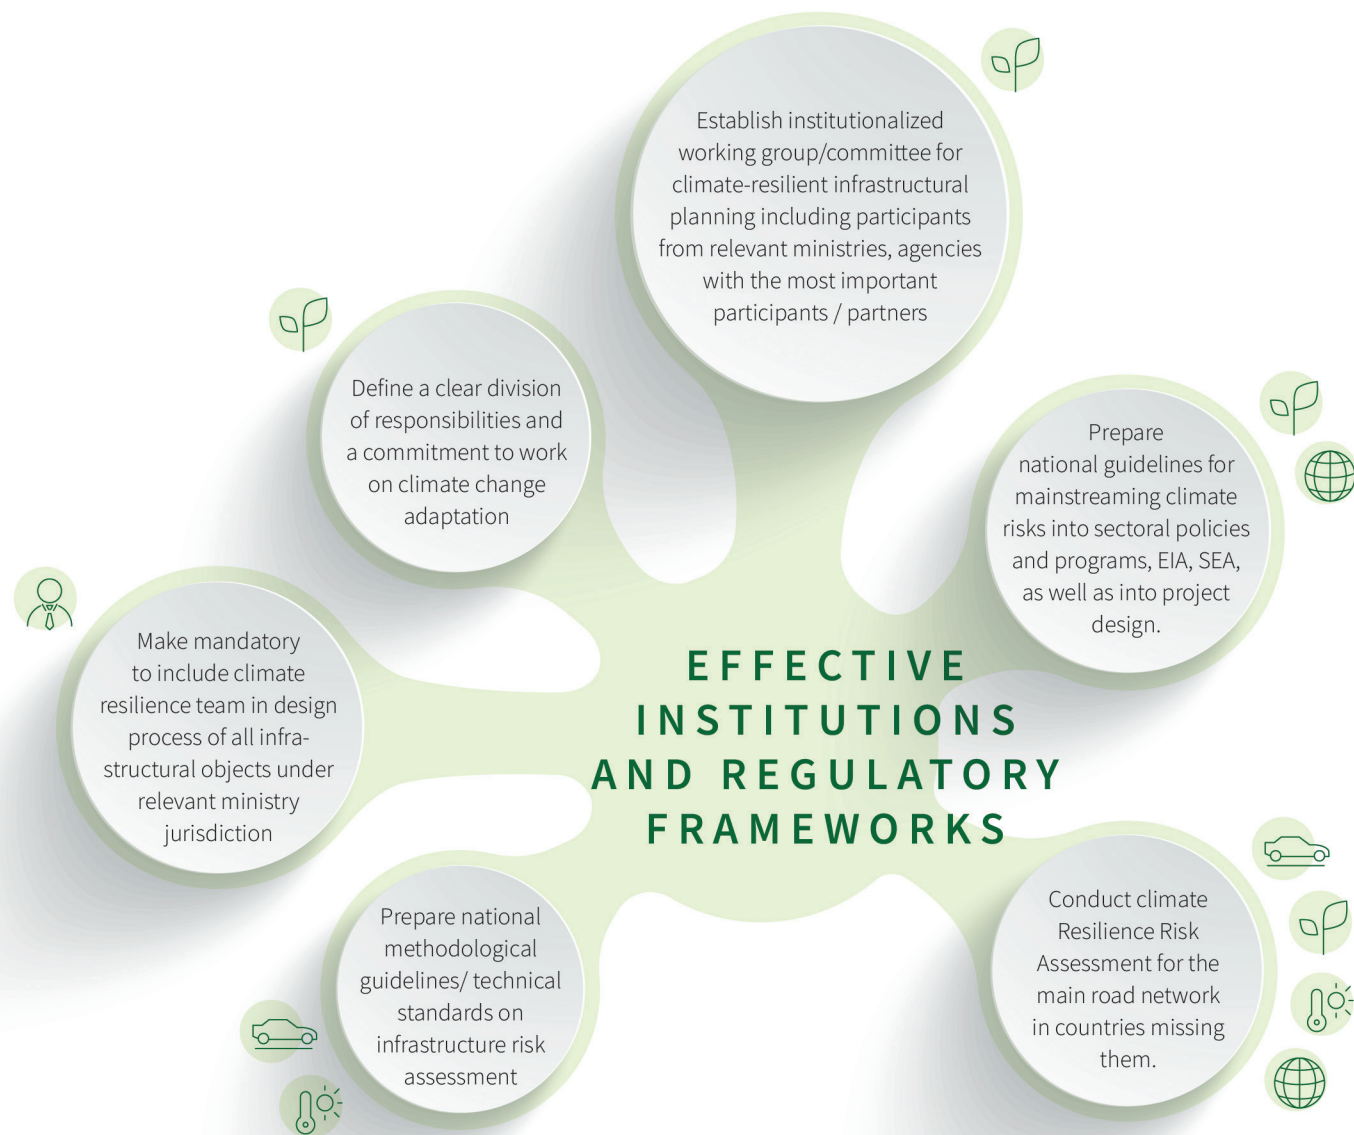 Establish institutionalized
working group/committee for
climate-resilient infrastructural
planning including participants
from relevant ministries, agencies
with the most important
participants / partners
Define a clear division
of responsibilities and
a commitment to work
on climate change
adaptation
Prepare
national guidelines for
mainstreaming climate
risks into sectoral policies
and programs, EIA, SEA,
as well as into project
design.
Make mandatory
to include climate
resilience team in design
process of all infra-
structural objects under
relevant ministry
jurisdiction
EFFECTIVE
INSTITUTIONS
AND REGULATORY
FRAMEWORKS
Prepare national
methodological
guidelines/ technical
standards on
infrastructure risk
assessment
Conduct climate
Resilience Risk
Assessment for the
main road network
in countries missing
them.